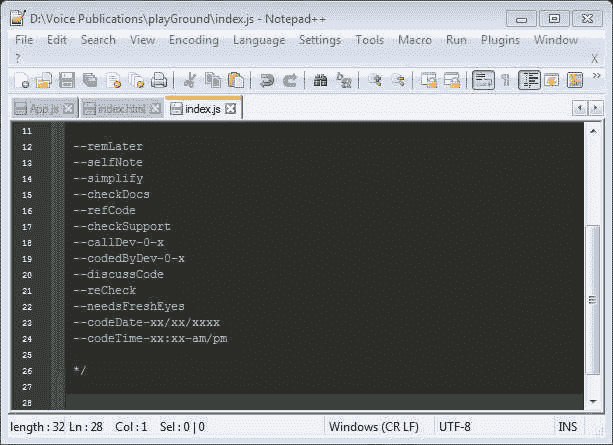 D:\Voice Publications\playGround\index.js - Notepad++
File Edit Search View Encoding Language Settings Tools Macro Run Plugins Window
? X
App.js index.html index.js
11
12 --remLater
13 --selfNote
14 --simplify
15 --checkDocs
16 --refCode
17 --checkSupport
18 --callDev-0-x
19 --codedByDev-0-x
20 --discussCode
21 --reCheck
22 --needsFreshEyes
23 --codeDate-xx/xx/xxxx
24 --codeTime-xx:xx-am/pm
25
26 */
27
28
length : 32 Ln : 28 Col : 1 Sel : 0 | 0 Windows (CR LF) UTF-8 INS